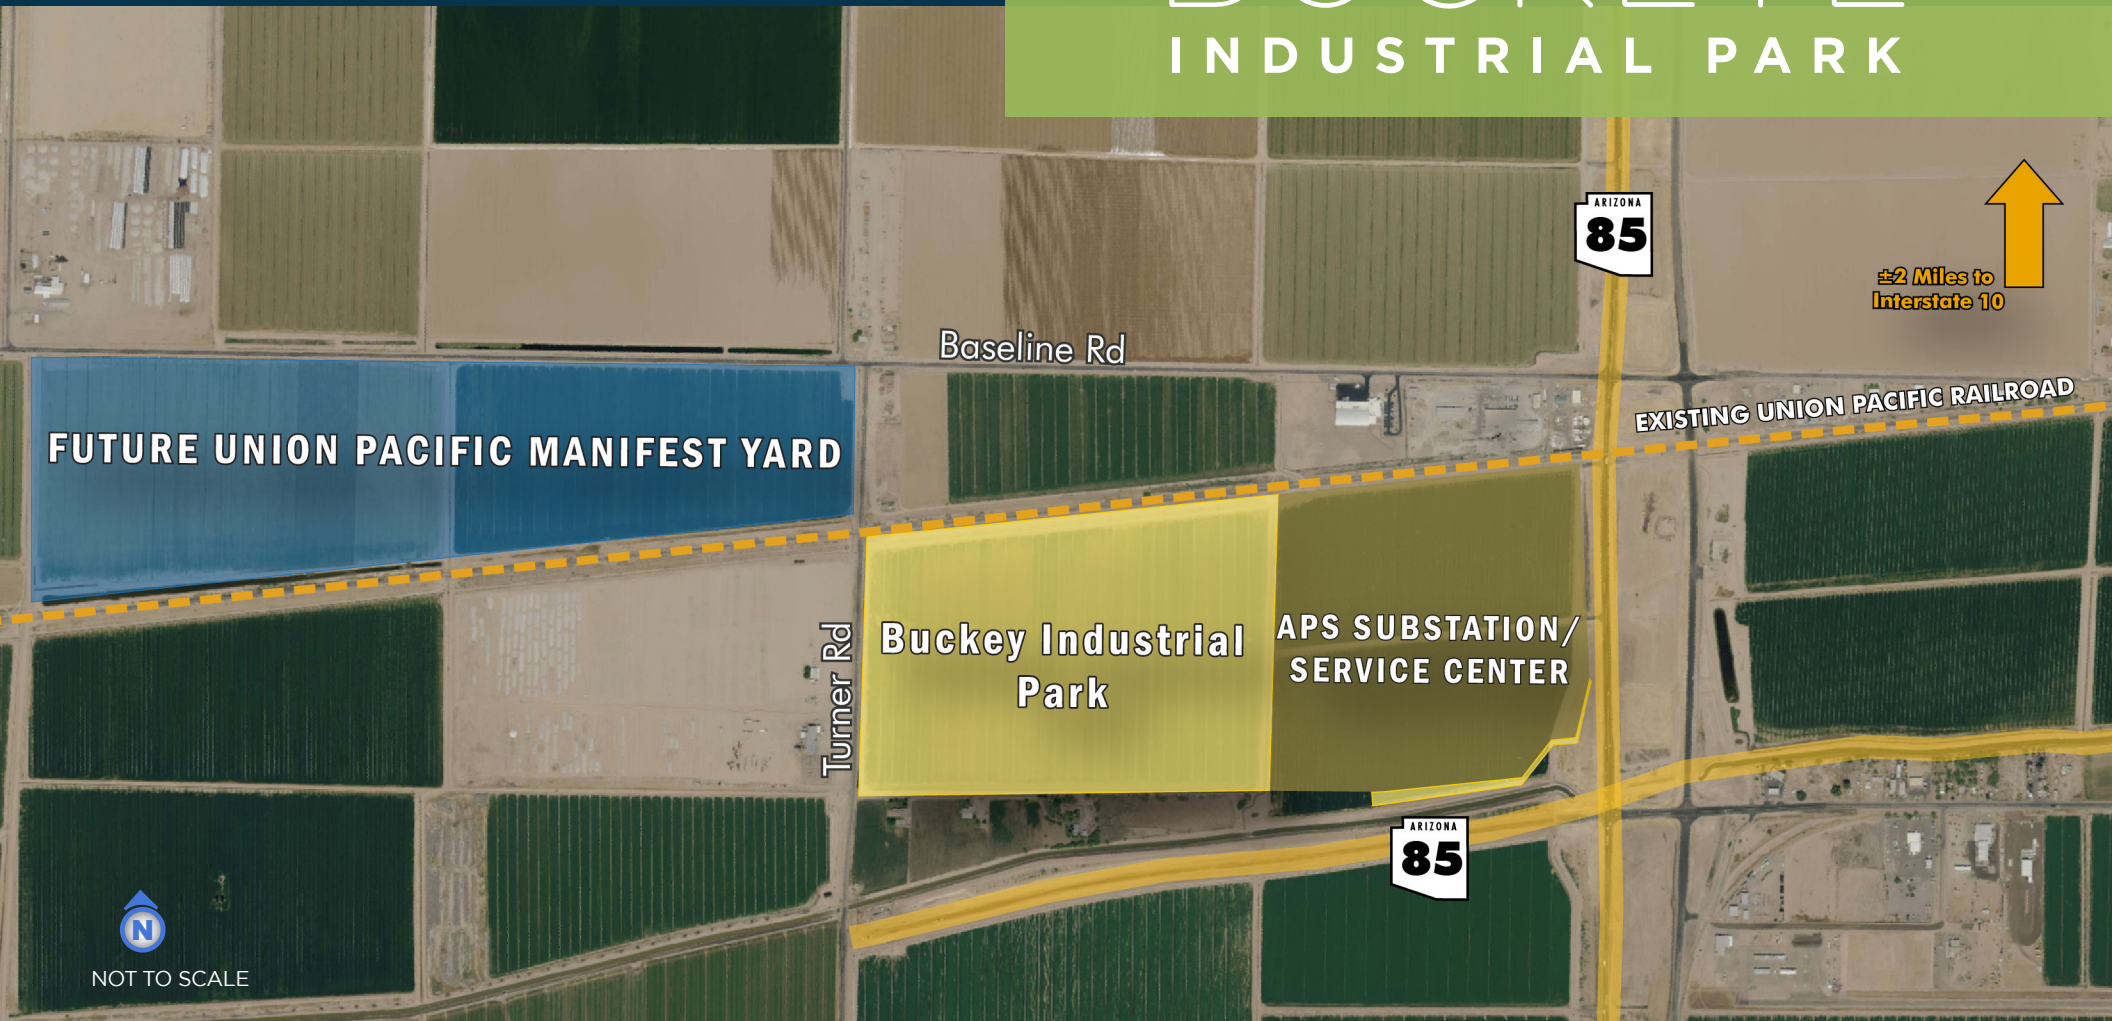 INDUSTRIAL PARK
ARIZONA
85
±2 Miles to
Interstate 10
Baseline Rd
EXISTING UNION PACIFIC RAILROAD
FUTURE UNION PACIFIC MANIFEST YARD
Turner Rd
Buckey Industrial
Park
APS SUBSTATION/
SERVICE CENTER
ARIZONA
85
N
NOT TO SCALE